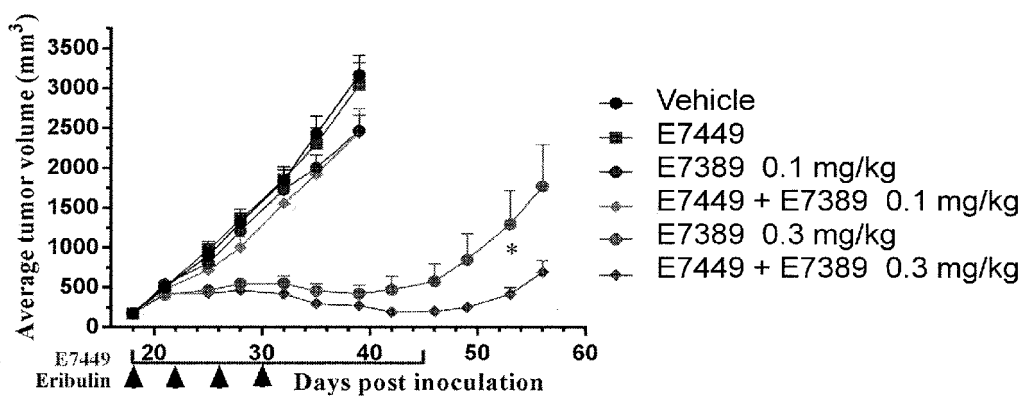 Average tumor volume (mm³)
3500
3000
2500
2000
1500
1000
500
0
20
30
40
50
60
E7449
Eribulin
Days post inoculation
*
Vehicle
E7449
E7389 0.1 mg/kg
E7449 + E7389 0.1 mg/kg
E7389 0.3 mg/kg
E7449 + E7389 0.3 mg/kg